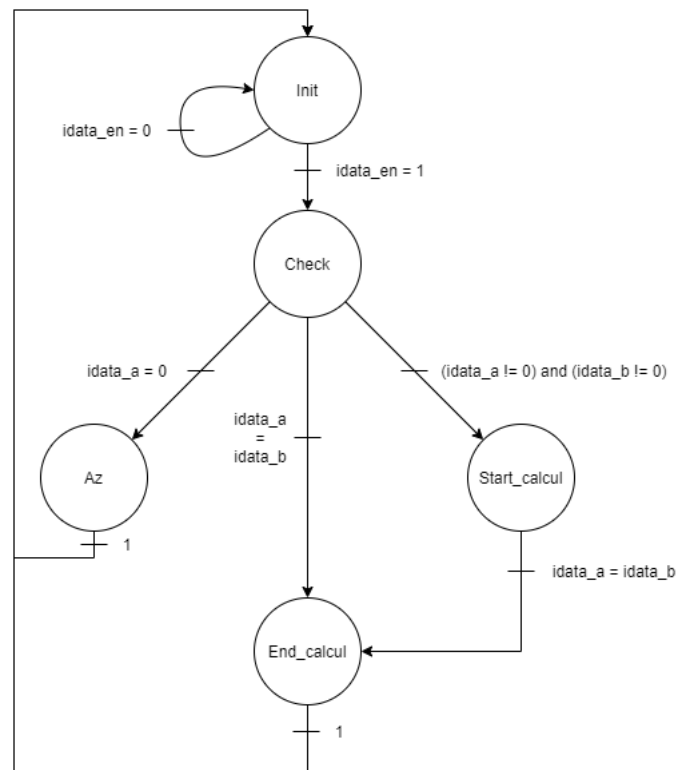 Init
idata_en = 0
idata_en = 1
Check
idata_a = 0
idata_a
=
idata_b
(idata_a != 0) and (idata_b != 0)
Az
Start_calcul
1
idata_a = idata_b
End_calcul
1